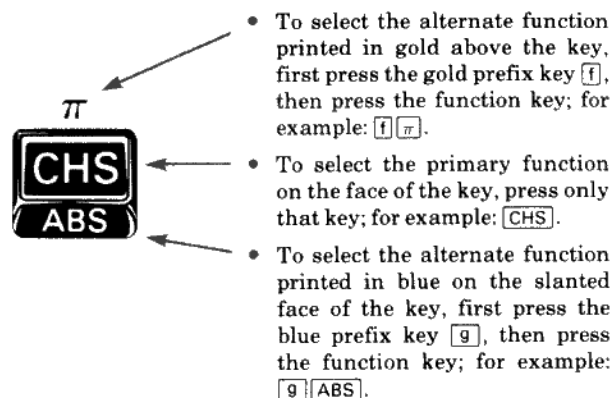 • To select the alternate function
printed in gold above the key,
first press the gold prefix key f,
then press the function key; for
example: f π.
π
CHS
ABS
• To select the primary function
on the face of the key, press only
that key; for example: CHS.
• To select the alternate function
printed in blue on the slanted
face of the key, first press the
blue prefix key g, then press
the function key; for example:
g ABS.